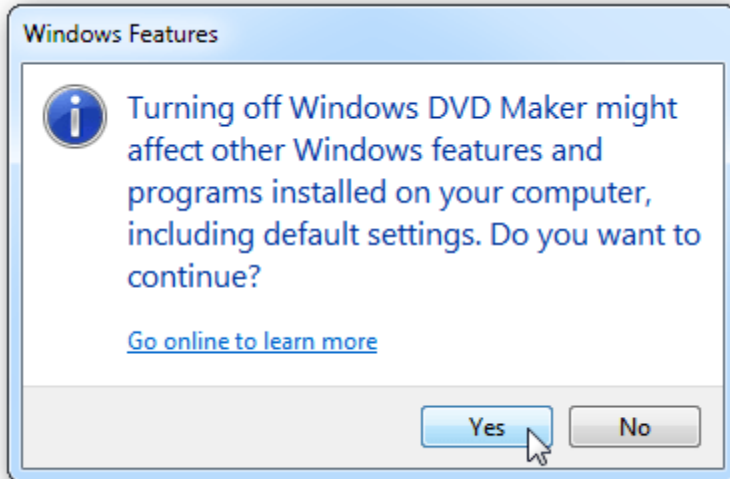 Windows Features
Turning off Windows DVD Maker might
affect other Windows features and
programs installed on your computer,
including default settings. Do you want to
continue?
Go online to learn more
Yes
No